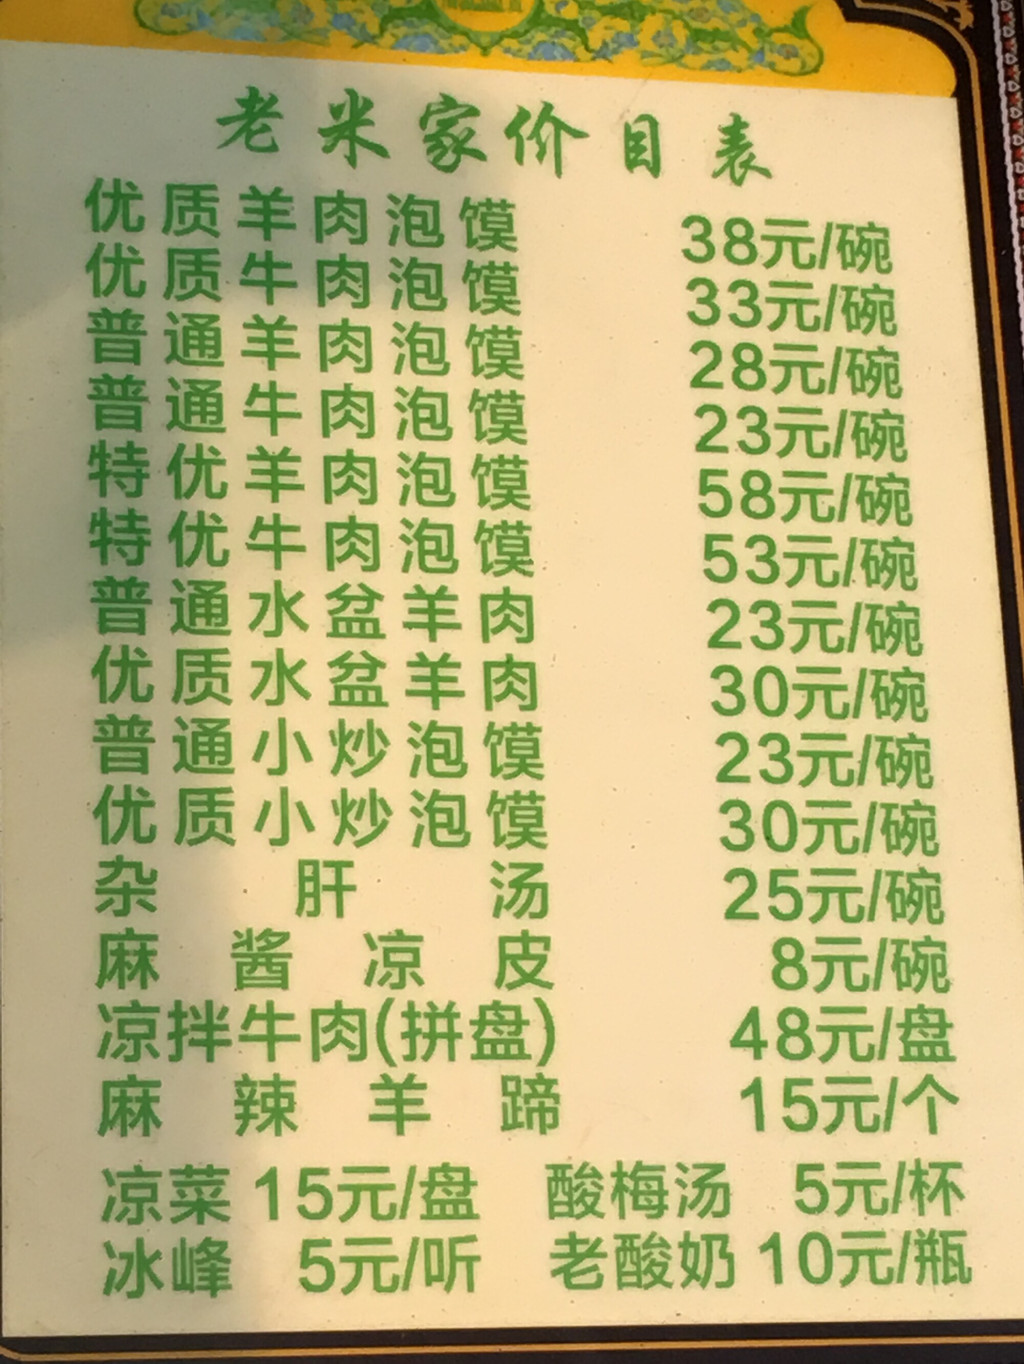 老米家价目表
优质羊肉泡馍 38元/碗
优质牛肉泡馍 33元/碗
普通羊肉泡馍 28元/碗
普通牛肉泡馍 23元/碗
特优羊肉泡馍 58元/碗
特优牛肉泡馍 53元/碗
普通水盆羊肉 23元/碗
优质水盆羊肉 30元/碗
普通小炒泡馍 23元/碗
优质小炒泡馍 30元/碗
杂肝汤 25元/碗
麻酱凉皮 8元/碗
凉拌牛肉(拼盘) 48元/盘
麻辣羊蹄 15元/个
凉菜 15元/盘 酸梅汤 5元/杯
冰峰 5元/听 老酸奶 10元/瓶